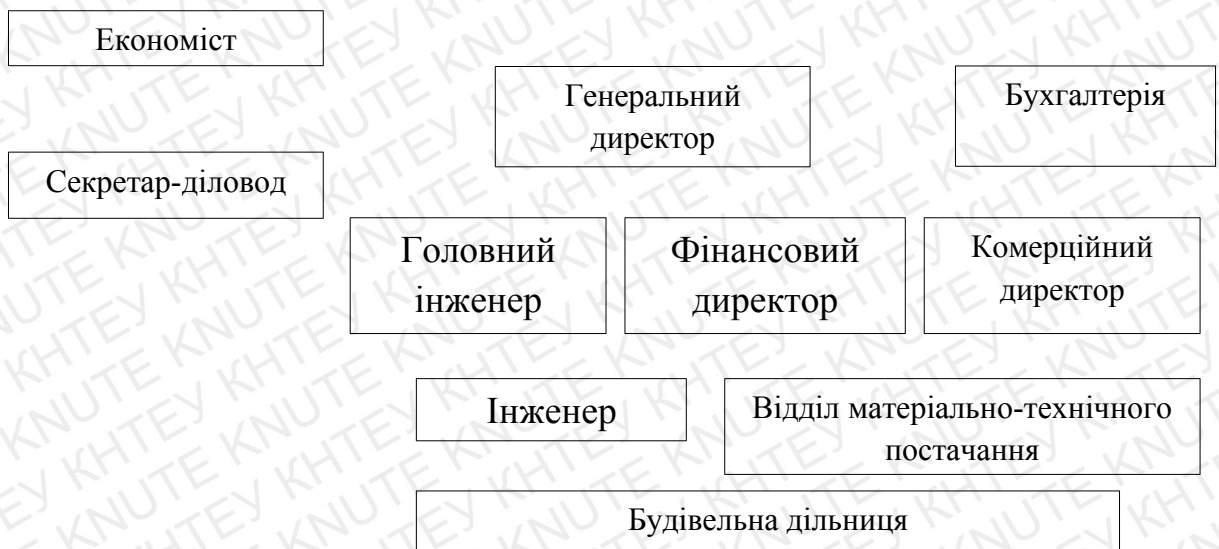 Економіст
Генеральний
директор
Бухгалтерія
Секретар-діловод
Головний
інженер
Фінансовий
директор
Комерційний
директор
Інженер
Відділ матеріально-технічного
постачання
Будівельна дільниця